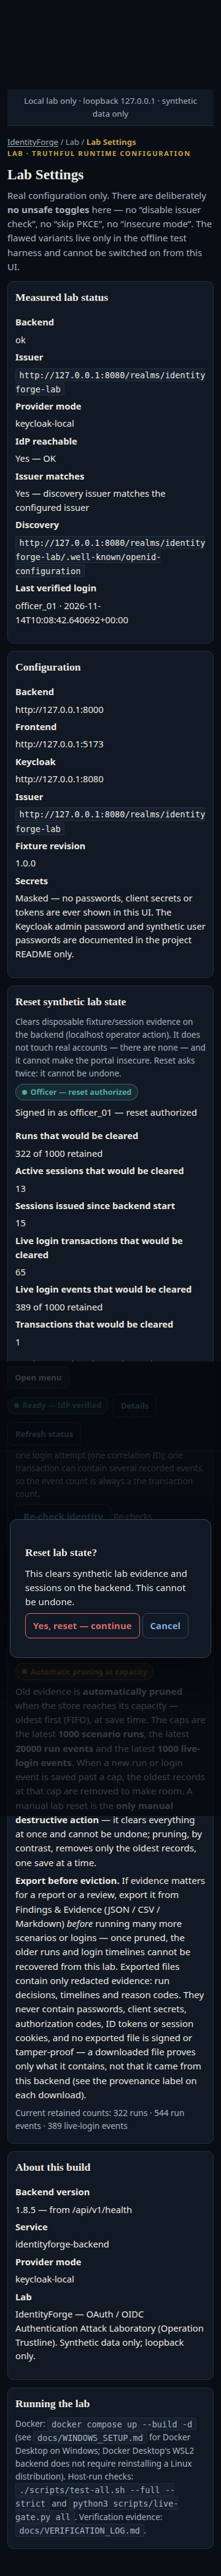 Local lab only · loopback 127.0.0.1 · synthetic
data only
IdentityForge / Lab / Lab Settings
LAB · TRUTHFUL RUNTIME CONFIGURATION
Lab Settings
Real configuration only. There are deliberately
no unsafe toggles here — no “disable issuer
check”, no “skip PKCE”, no “insecure mode”. The
flawed variants live only in the offline test
harness and cannot be switched on from this
UI.
Measured lab status
Backend
ok
Issuer
http://127.0.0.1:8080/realms/identity
forge-lab
Provider mode
keycloak-local
IdP reachable
Yes — OK
Issuer matches
Yes — discovery issuer matches the
configured issuer
Discovery
http://127.0.0.1:8080/realms/identity
forge-lab/.well-known/openid-
configuration
Last verified login
officer_01 · 2026-11-
14T10:08:42.640692+00:00
Configuration
Backend
http://127.0.0.1:8000
Frontend
http://127.0.0.1:5173
Keycloak
http://127.0.0.1:8080
Issuer
http://127.0.0.1:8080/realms/identity
forge-lab
Fixture revision
1.0.0
Secrets
Masked — no passwords, client secrets or
tokens are ever shown in this UI. The
Keycloak admin password and synthetic user
passwords are documented in the project
README only.
Reset synthetic lab state
Clears disposable fixture/session evidence on
the backend (localhost operator action). It does
not touch real accounts — there are none — and
it cannot make the portal insecure. Reset asks
twice: it cannot be undone.
Officer — reset authorized
Signed in as officer_01 — reset authorized
Runs that would be cleared
322 of 1000 retained
Active sessions that would be cleared
13
Sessions issued since backend start
15
Live login transactions that would be
cleared
65
Live login events that would be cleared
389 of 1000 retained
Transactions that would be cleared
1
Open menu
Ready — IdP verified
Details
Refresh status
one login attempt (one correlation ID); one
transaction can contain several recorded events,
so the event count is always ≥ the transaction
count.
Re-check identity Re-checks
Reset lab state?
This clears synthetic lab evidence and
sessions on the backend. This cannot
be undone.
Yes, reset — continue
Cancel
Automatic pruning at capacity
Old evidence is automatically pruned
when the store reaches its capacity —
oldest first (FIFO), at save time. The caps are
the latest 1000 scenario runs, the latest
20000 run events and the latest 1000 live-
login events. When a new run or login
event is saved past a cap, the oldest records
at that cap are removed to make room. A
manual lab reset is the only manual
destructive action — it clears everything
at once and cannot be undone; pruning, by
contrast, removes only the oldest records,
one save at a time.
Export before eviction. If evidence matters
for a report or a review, export it from
Findings & Evidence (JSON / CSV /
Markdown) before running many more
scenarios or logins — once pruned, the
older runs and login timelines cannot be
recovered from this lab. Exported files
contain only redacted evidence: run
decisions, timelines and reason codes. They
never contain passwords, client secrets,
authorization codes, ID tokens or session
cookies, and no exported file is signed or
tamper-proof — a downloaded file proves
only what it contains, not that it came from
this backend (see the provenance label on
each download).
Current retained counts: 322 runs · 544 run
events · 389 live-login events
About this build
Backend version
1.8.5 — from /api/v1/health
Service
identityforge-backend
Provider mode
keycloak-local
Lab
IdentityForge — OAuth / OIDC
Authentication Attack Laboratory (Operation
Trustline). Synthetic data only; loopback
only.
Running the lab
Docker: docker compose up --build -d
(see docs/WINDOWS_SETUP.md for Docker
Desktop on Windows; Docker Desktop's WSL2
backend does not require reinstalling a Linux
distribution). Host-run checks:
./scripts/test-all.sh --full --
strict and python3 scripts/live-
gate.py all . Verification evidence:
docs/VERIFICATION_LOG.md .